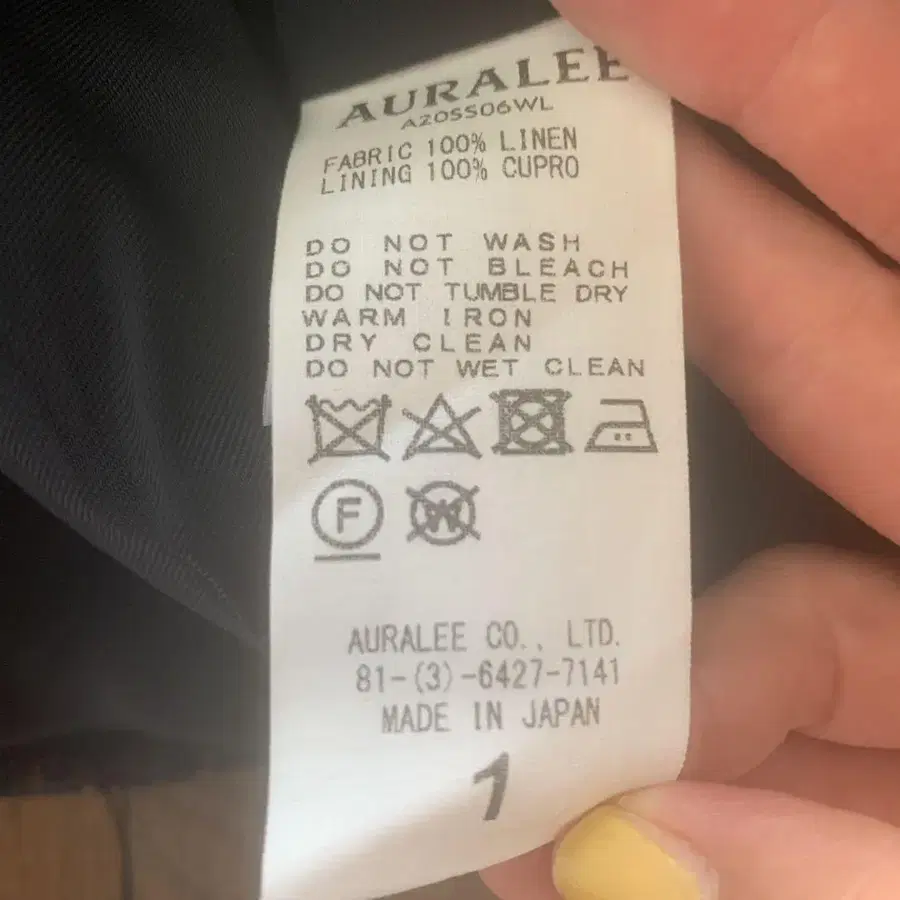 AURALEE
A20SS06WL
FABRIC 100% LINEN
LINING 100% CUPRO
DO NOT WASH
DO NOT BLEACH
DO NOT TUMBLE DRY
WARM IRON
DRY CLEAN
DO NOT WET CLEAN
F W
AURALEE CO., LTD.
81-(3)-6427-7141
MADE IN JAPAN
1